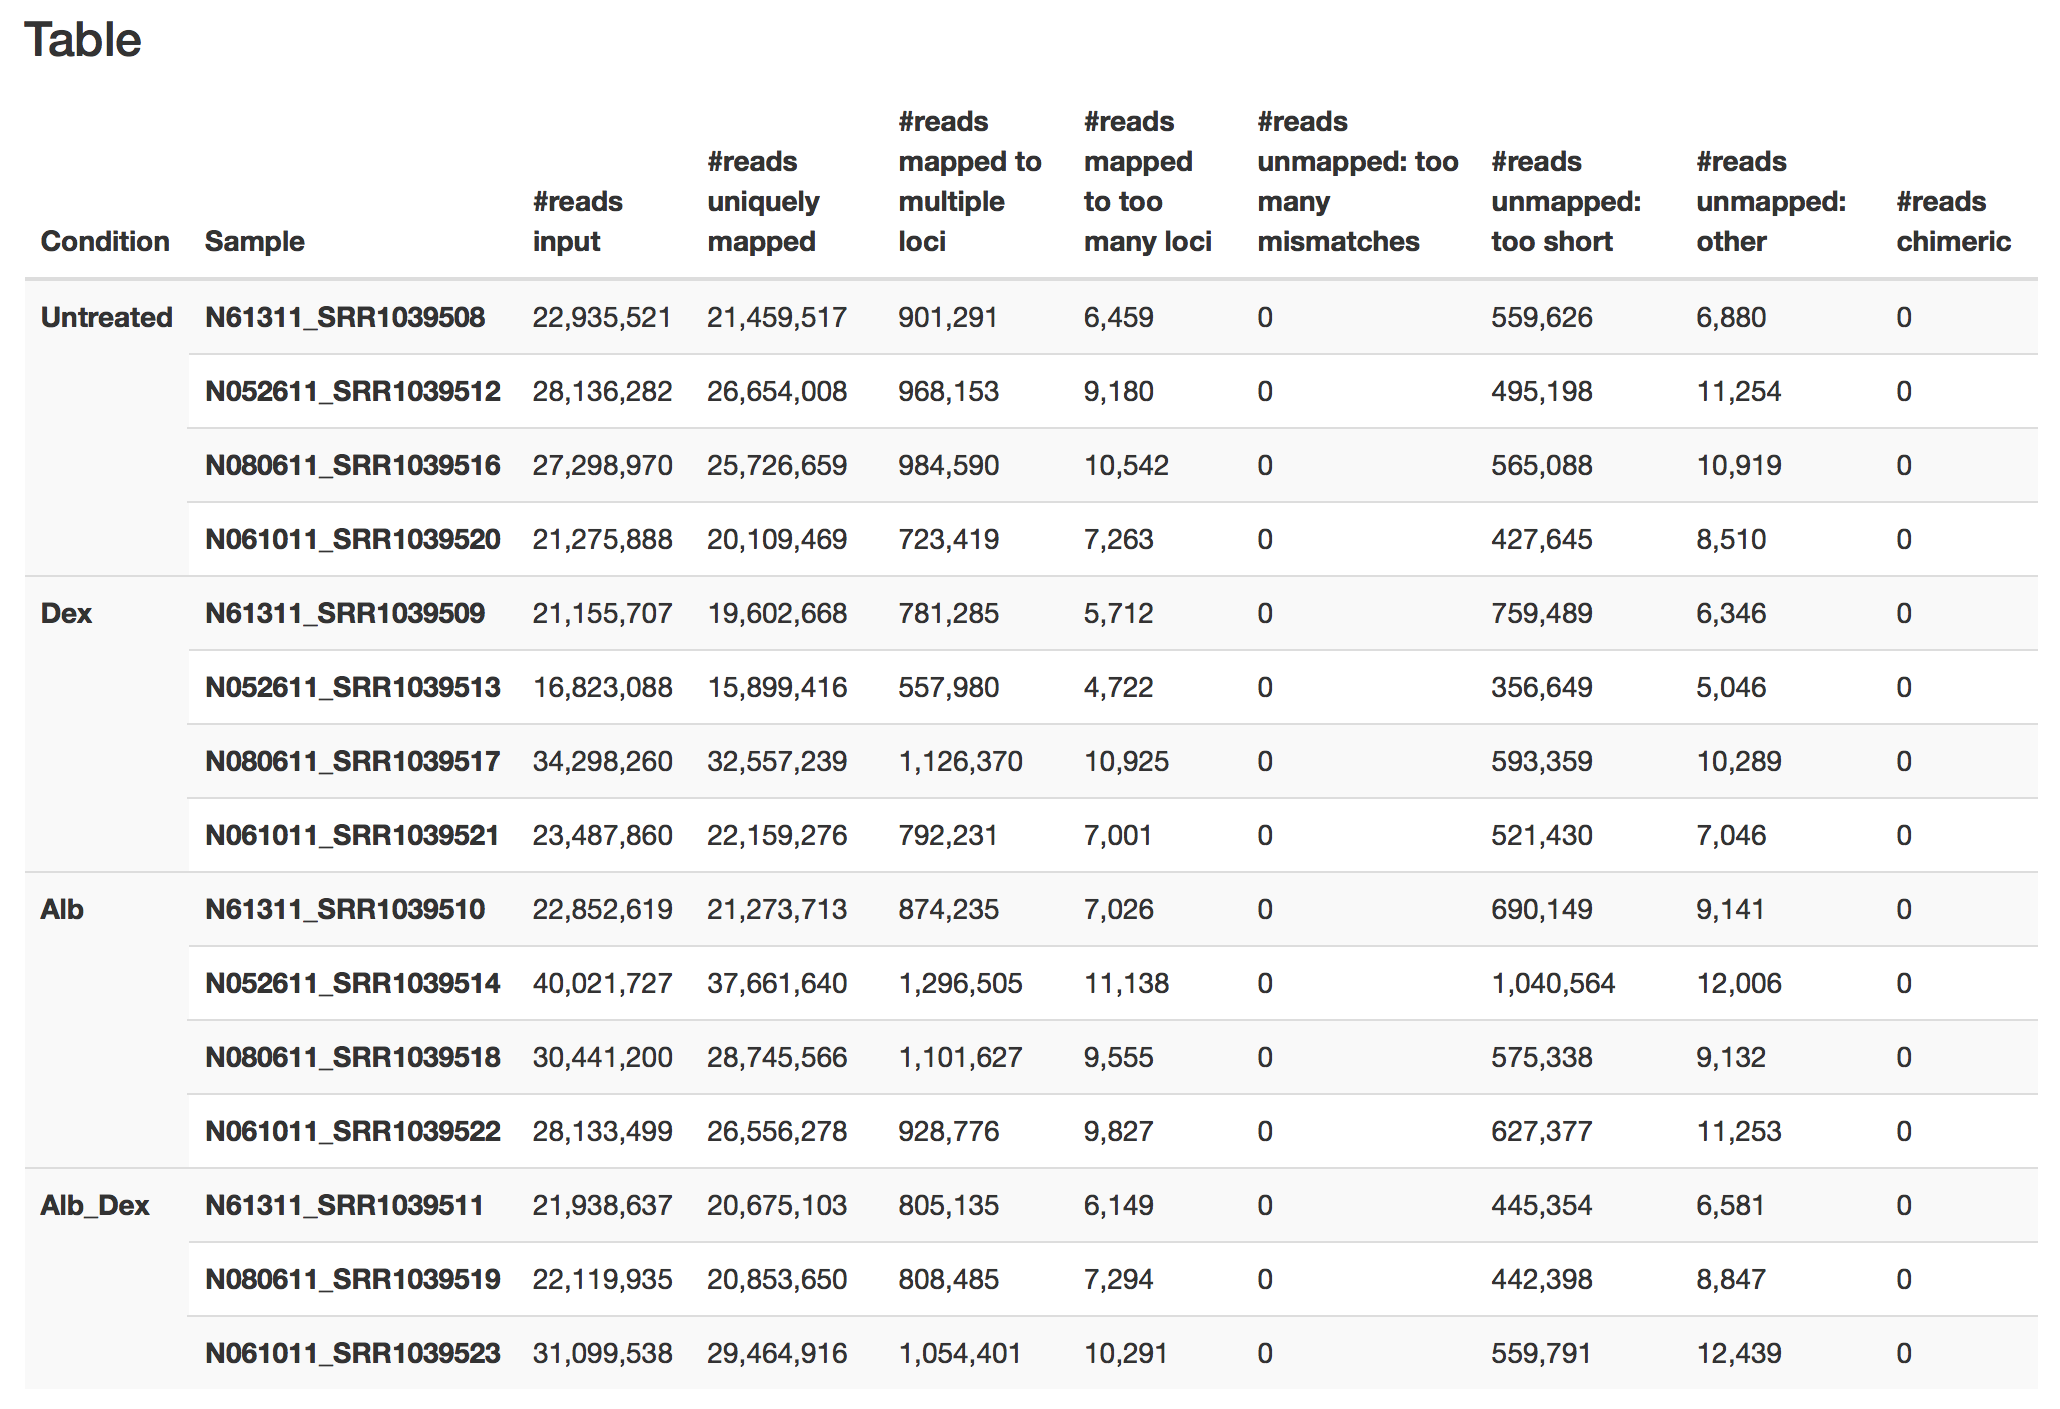 Table
Condition Sample #reads input #reads uniquely mapped #reads mapped to multiple loci #reads mapped to too many loci #reads unmapped: too many mismatches #reads unmapped: too short #reads unmapped: other #reads chimeric
Untreated N61311_SRR1039508 22,935,521 21,459,517 901,291 6,459 0 559,626 6,880 0
N052611_SRR1039512 28,136,282 26,654,008 968,153 9,180 0 495,198 11,254 0
N080611_SRR1039516 27,298,970 25,726,659 984,590 10,542 0 565,088 10,919 0
N061011_SRR1039520 21,275,888 20,109,469 723,419 7,263 0 427,645 8,510 0
Dex N61311_SRR1039509 21,155,707 19,602,668 781,285 5,712 0 759,489 6,346 0
N052611_SRR1039513 16,823,088 15,899,416 557,980 4,722 0 356,649 5,046 0
N080611_SRR1039517 34,298,260 32,557,239 1,126,370 10,925 0 593,359 10,289 0
N061011_SRR1039521 23,487,860 22,159,276 792,231 7,001 0 521,430 7,046 0
Alb N61311_SRR1039510 22,852,619 21,273,713 874,235 7,026 0 690,149 9,141 0
N052611_SRR1039514 40,021,727 37,661,640 1,296,505 11,138 0 1,040,564 12,006 0
N080611_SRR1039518 30,441,200 28,745,566 1,101,627 9,555 0 575,338 9,132 0
N061011_SRR1039522 28,133,499 26,556,278 928,776 9,827 0 627,377 11,253 0
Alb_Dex N61311_SRR1039511 21,938,637 20,675,103 805,135 6,149 0 445,354 6,581 0
N080611_SRR1039519 22,119,935 20,853,650 808,485 7,294 0 442,398 8,847 0
N061011_SRR1039523 31,099,538 29,464,916 1,054,401 10,291 0 559,791 12,439 0